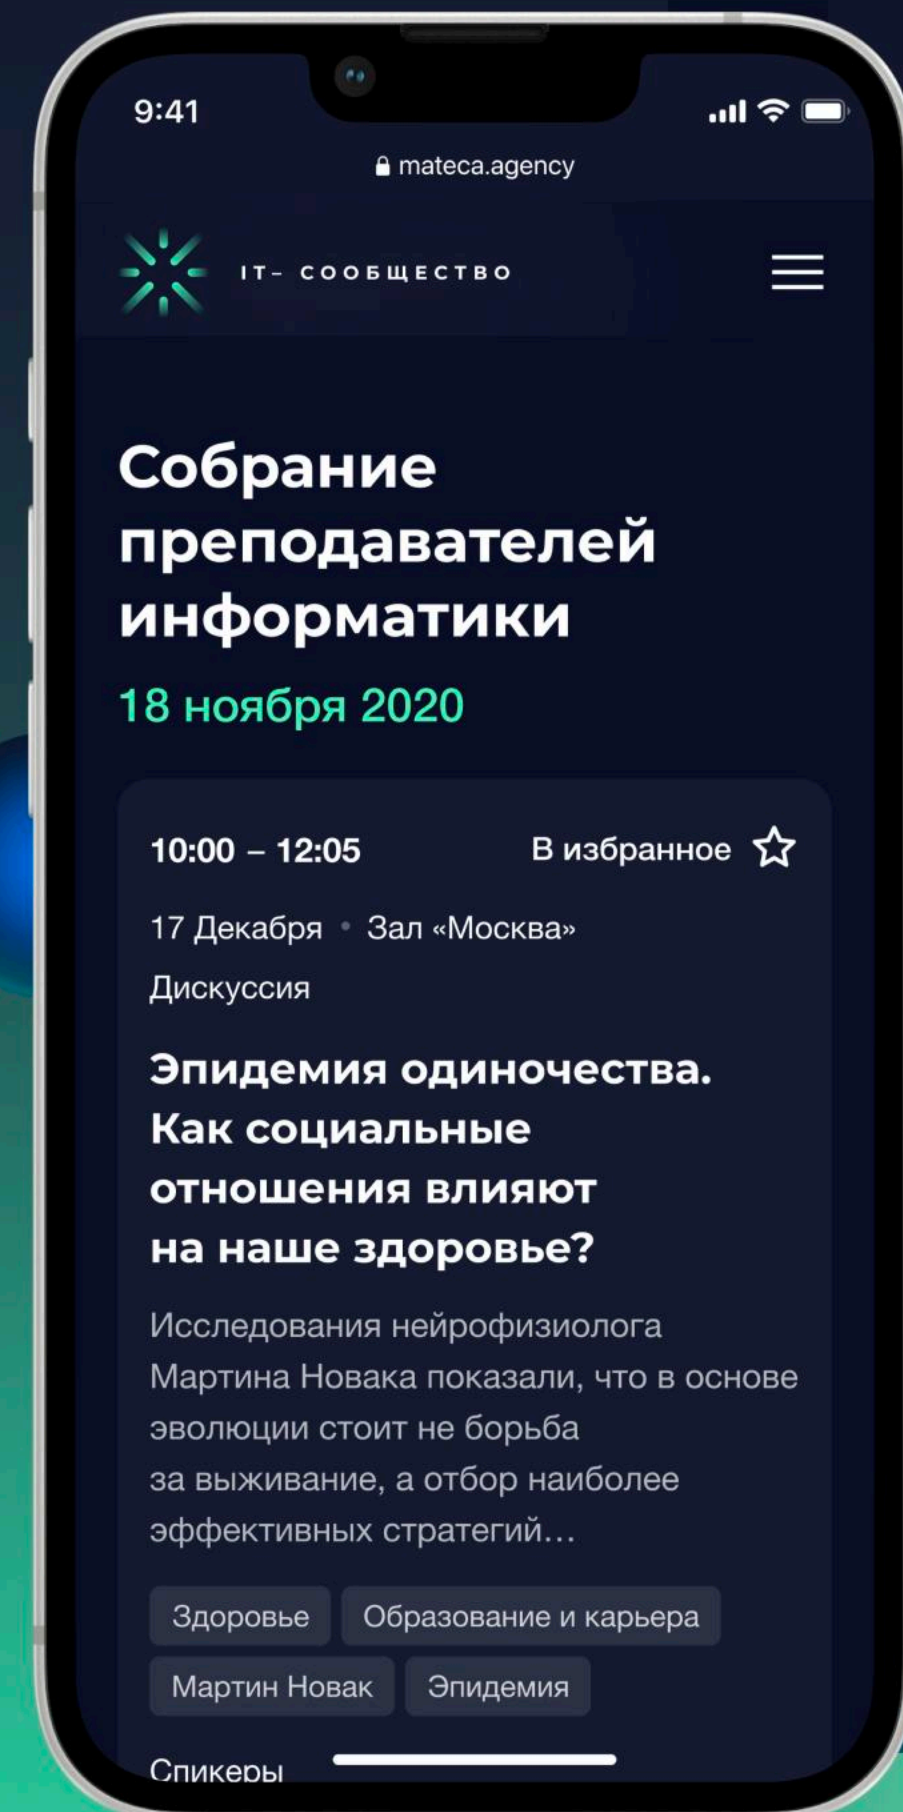 9:41
mateca.agency
IT– СООБЩЕСТВО
Собрание
преподавателей
информатики
18 ноября 2020
10:00 – 12:05 В избранное
17 Декабря • Зал «Москва»
Дискуссия
Эпидемия одиночества.
Как социальные
отношения влияют
на наше здоровье?
Исследования нейрофизиолога
Мартина Новака показали, что в основе
эволюции стоит не борьба
за выживание, а отбор наиболее
эффективных стратегий...
Здоровье Образование и карьера
Мартин Новак Эпидемия
Спикеры